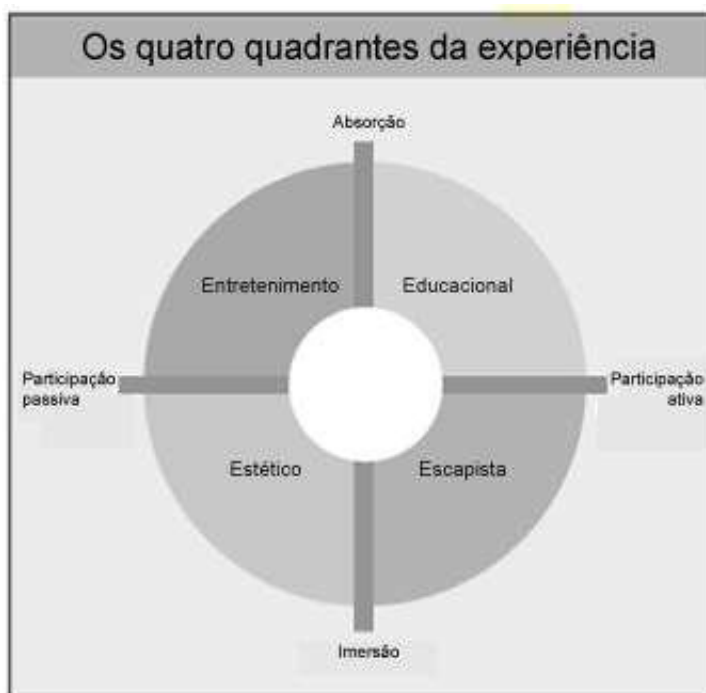 Os quatro quadrantes da experiência
Absorção
Entretenimento
Educacional
Participação
passiva
Participação
ativa
Estético
Escapista
Imersão